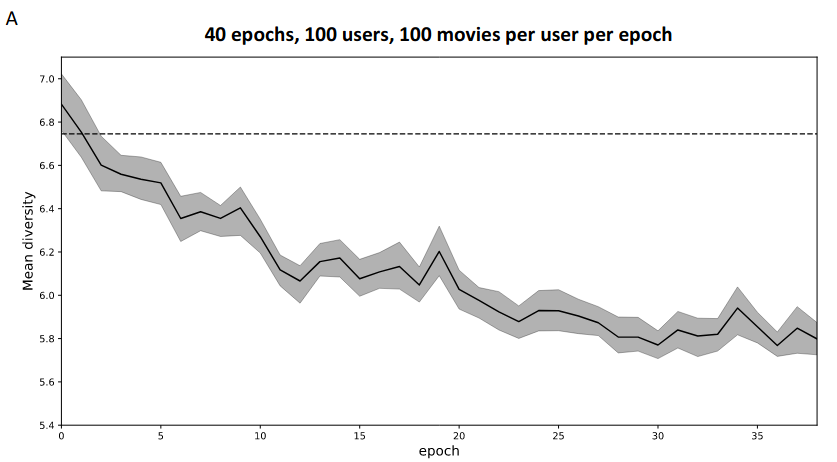 A
40 epochs, 100 users, 100 movies per user per epoch
Mean diversity
7.0
6.8
6.6
6.4
6.2
6.0
5.8
5.6
5.4
0 5 10 15 20 25 30 35
epoch